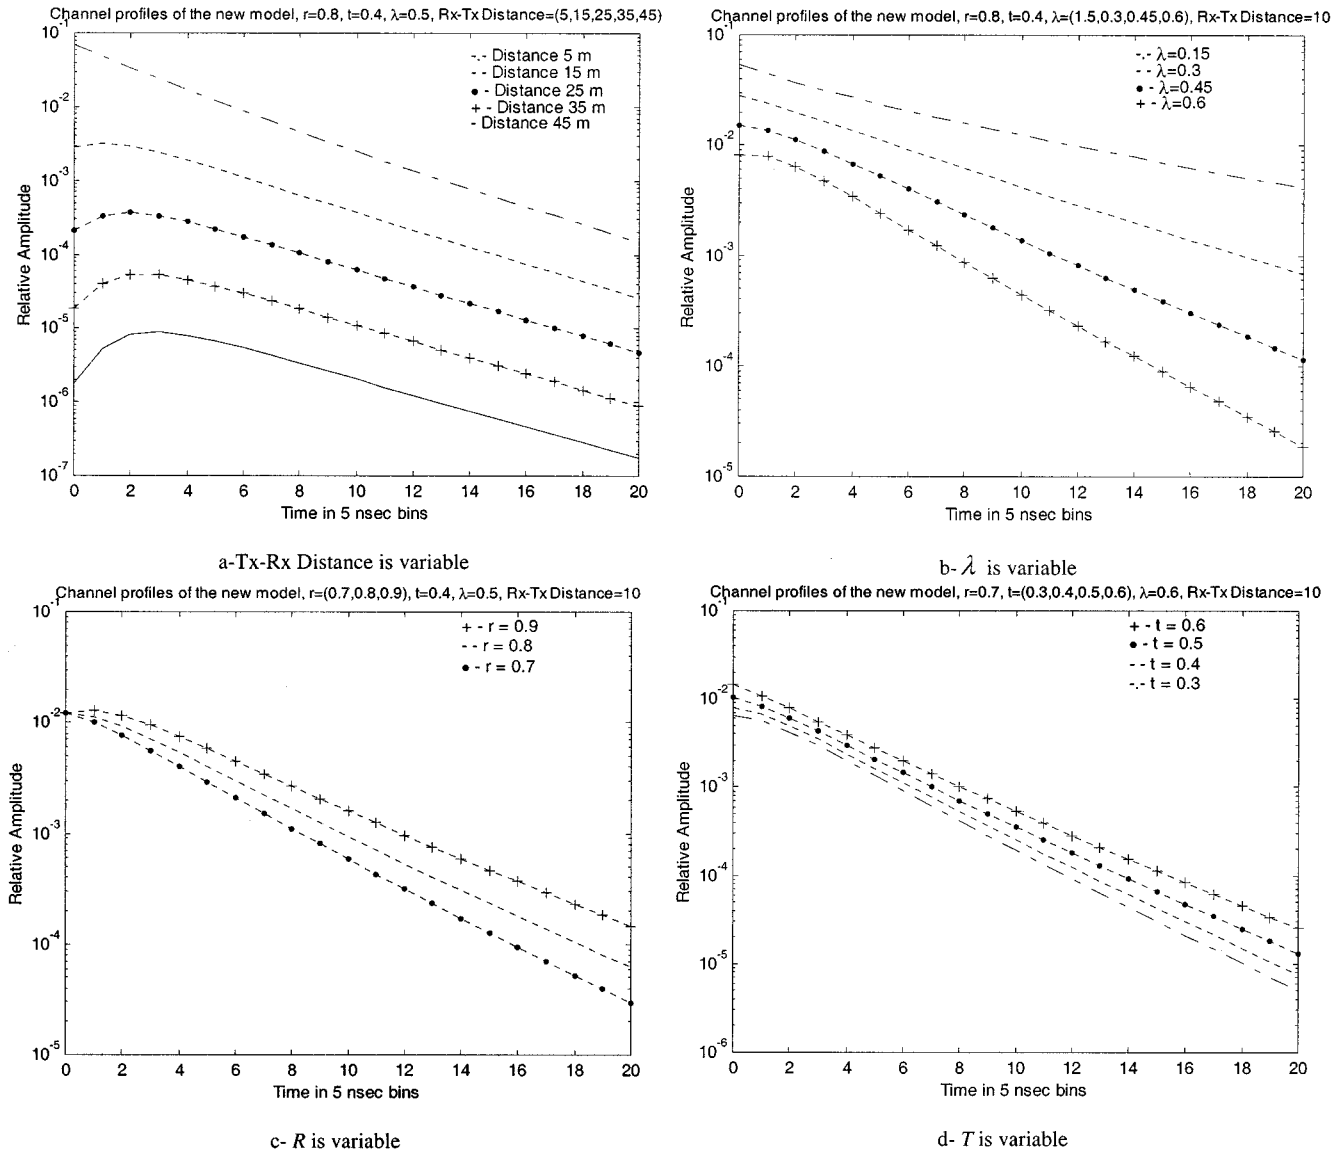 Channel profiles of the new model, r=0.8, t=0.4, λ=0.5, Rx-Tx Distance=(5,15,25,35,45)
10^-1
10^-2
10^-3
10^-4
10^-5
10^-6
10^-7
Relative Amplitude
-.- Distance 5 m
-- Distance 15 m
● - Distance 25 m
+ - Distance 35 m
- Distance 45 m
0 2 4 6 8 10 12 14 16 18 20
Time in 5 nsec bins
a-Tx-Rx Distance is variable
Channel profiles of the new model, r=0.8, t=0.4, λ=(1.5,0.3,0.45,0.6), Rx-Tx Distance=10
10^-1
10^-2
10^-3
10^-4
10^-5
Relative Amplitude
-.- λ=0.15
-- λ=0.3
● - λ=0.45
+ - λ=0.6
0 2 4 6 8 10 12 14 16 18 20
Time in 5 nsec bins
b- λ is variable
Channel profiles of the new model, r=(0.7,0.8,0.9), t=0.4, λ=0.5, Rx-Tx Distance=10
10^-1
10^-2
10^-3
10^-4
10^-5
Relative Amplitude
+ - r = 0.9
-- r = 0.8
● - r = 0.7
0 2 4 6 8 10 12 14 16 18 20
Time in 5 nsec bins
c- R is variable
Channel profiles of the new model, r=0.7, t=(0.3,0.4,0.5,0.6), λ=0.6, Rx-Tx Distance=10
10^-1
10^-2
10^-3
10^-4
10^-5
10^-6
Relative Amplitude
+ - t = 0.6
● - t = 0.5
-- t = 0.4
-.- t = 0.3
0 2 4 6 8 10 12 14 16 18 20
Time in 5 nsec bins
d- T is variable